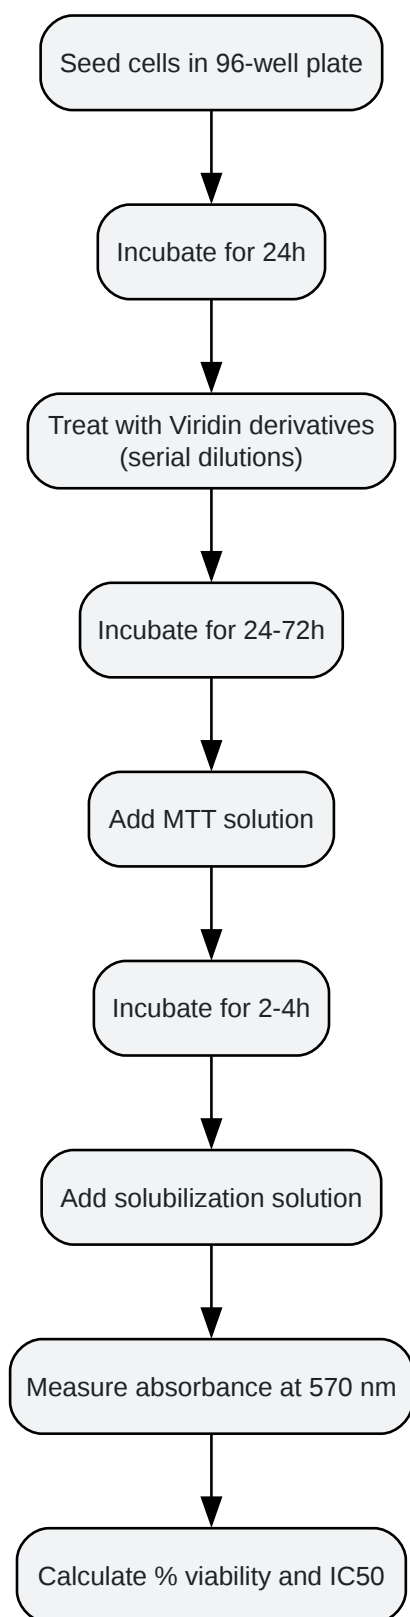 Seed cells in 96-well plate
Incubate for 24h
Treat with Viridin derivatives
(serial dilutions)
Incubate for 24-72h
Add MTT solution
Incubate for 2-4h
Add solubilization solution
Measure absorbance at 570 nm
Calculate % viability and IC50